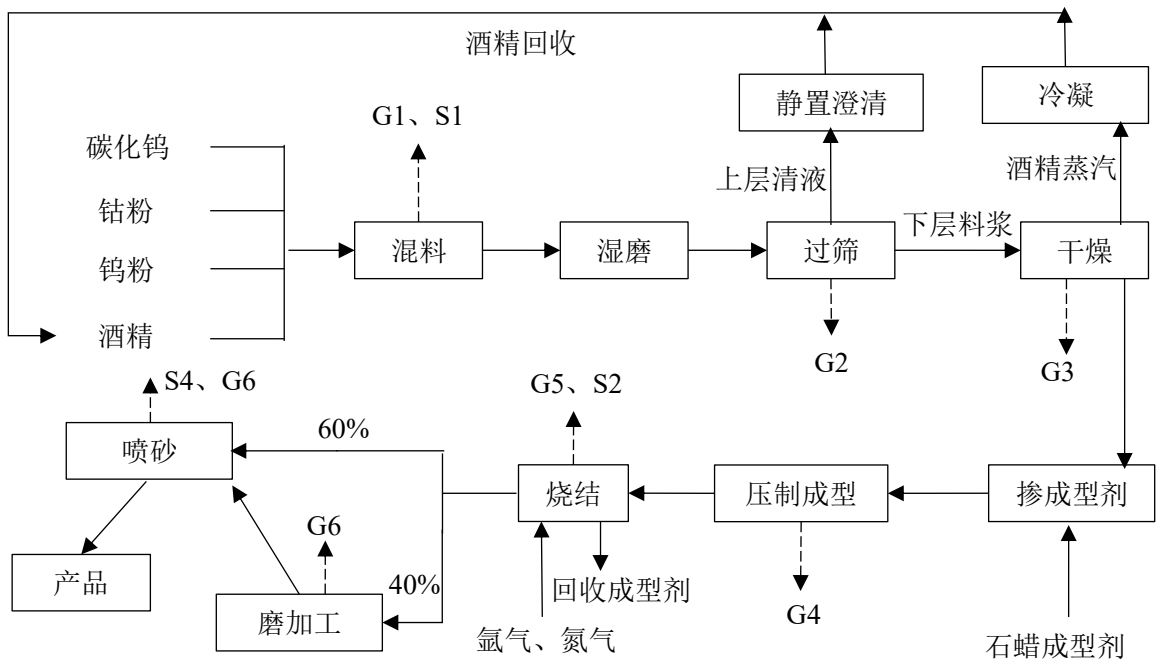 酒精回收
静置澄清
冷凝
G1、S1
碳化钨
上层清液
酒精蒸汽
钴粉
混料
湿磨
过筛
下层料浆
干燥
钨粉
酒精
G2
G3
S4、G6
G5、S2
喷砂
60%
烧结
压制成型
掺成型剂
G6
产品
40%
回收成型剂
G4
磨加工
氩气、氮气
石蜡成型剂